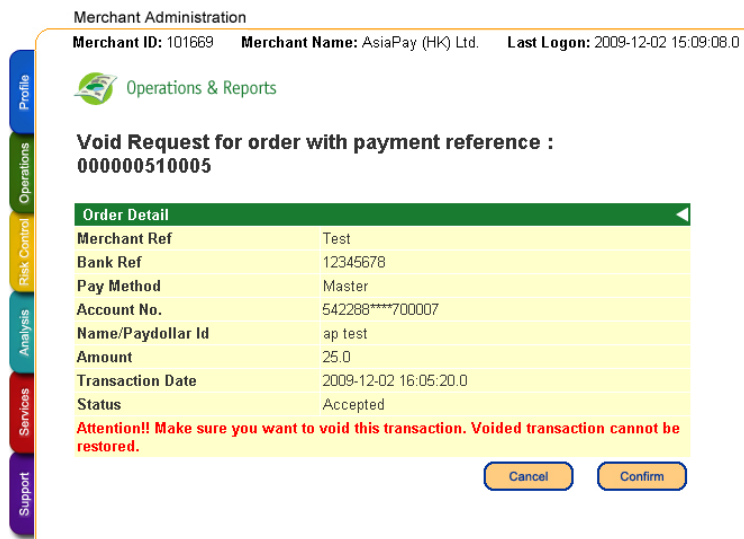 Merchant Administration
Merchant ID: 101669 Merchant Name: AsiaPay (HK) Ltd. Last Logon: 2009-12-02 15:09:08.0
Profile
Operations
Risk Control
Analysis
Services
Support
Operations & Reports
Void Request for order with payment reference :
000000510005
Order Detail
Merchant Ref Test
Bank Ref 12345678
Pay Method Master
Account No. 542288****700007
Name/Paydollar Id ap test
Amount 25.0
Transaction Date 2009-12-02 16:05:20.0
Status Accepted
Attention!! Make sure you want to void this transaction. Voided transaction cannot be
restored.
Cancel Confirm